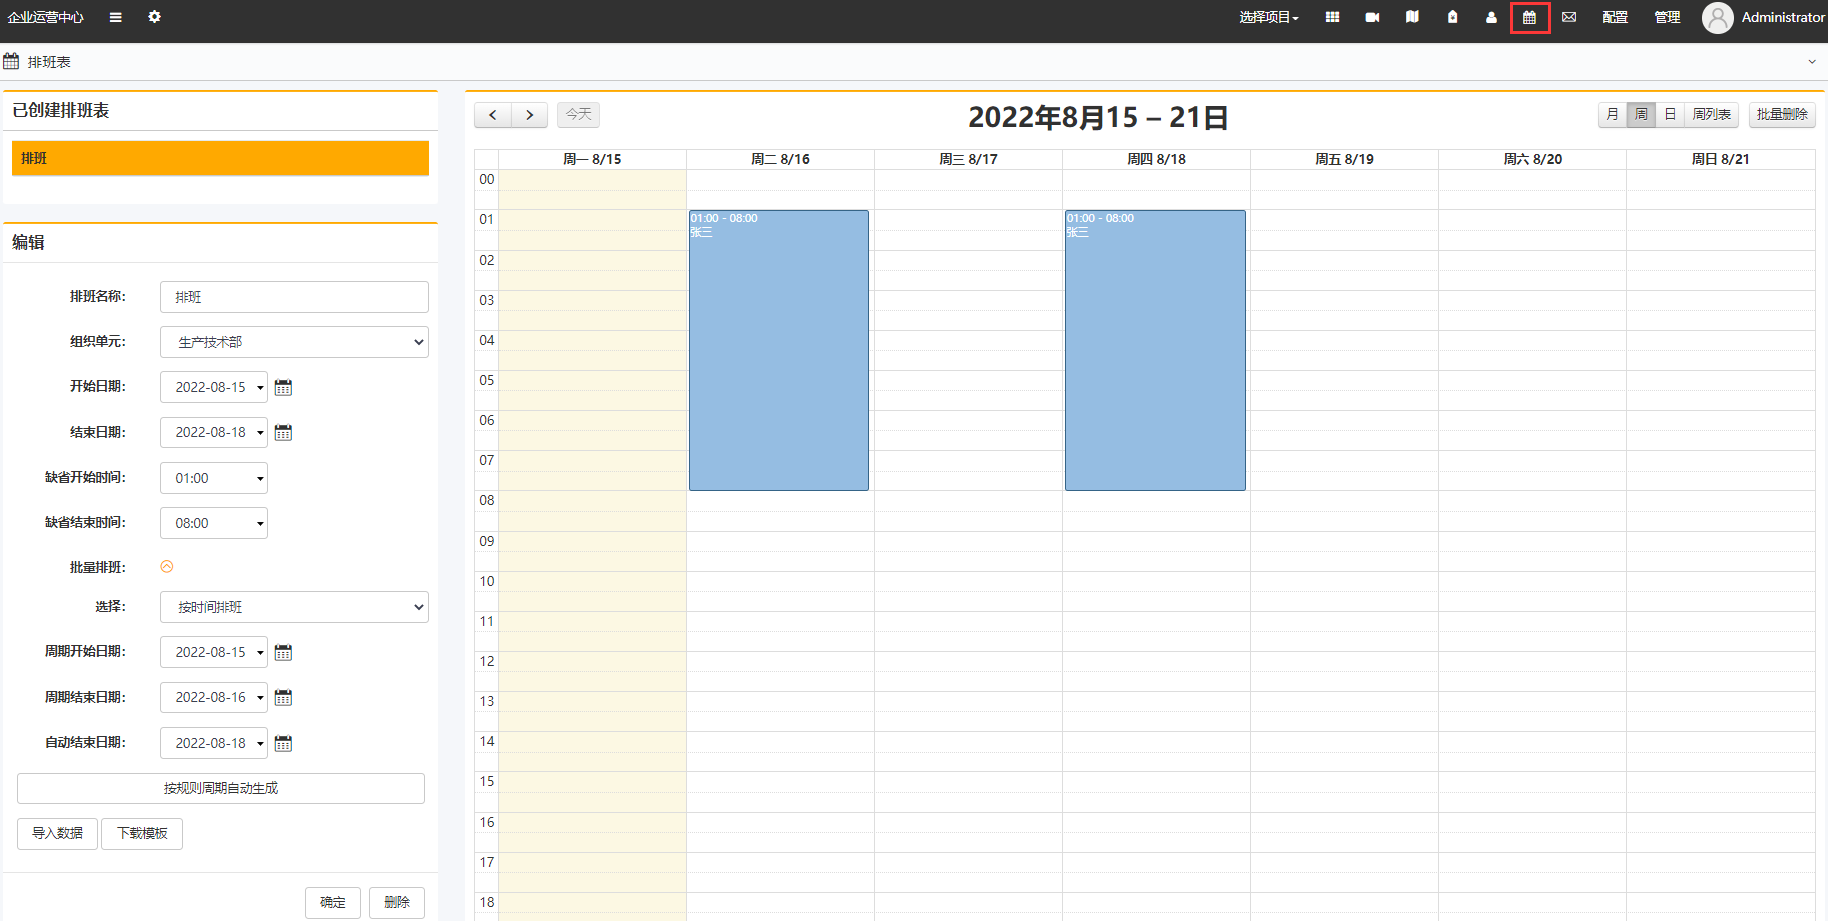 企业运营中心
选择项目
配置
管理
Administrator
排班表
已创建排班表
排班
编辑
排班名称:
排班
组织单元:
生产技术部
开始日期:
2022-08-15
结束日期:
2022-08-18
缺省开始时间:
01:00
缺省结束时间:
08:00
批量排班:
选择:
按时间排班
周期开始日期:
2022-08-15
周期结束日期:
2022-08-16
自动结束日期:
2022-08-18
按规则周期自动生成
导入数据
下载模板
确定
删除
今天
2022年8月15 – 21日
月
周
日
周列表
批量删除
周一 8/15
周二 8/16
周三 8/17
周四 8/18
周五 8/19
周六 8/20
周日 8/21
00
01
01:00 - 08:00
张三
01:00 - 08:00
张三
02
03
04
05
06
07
08
09
10
11
12
13
14
15
16
17
18